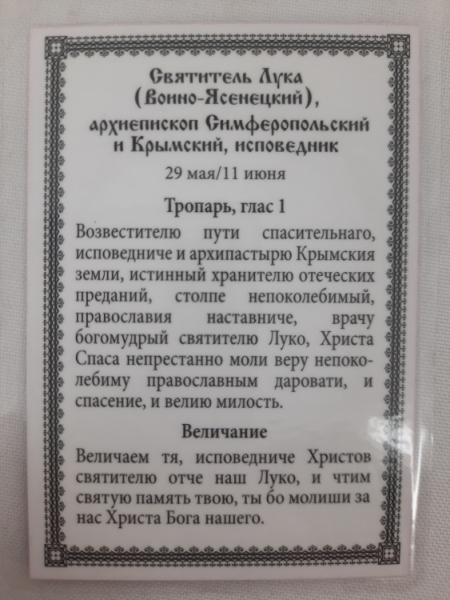 Святитель Лука
(Воино-Ясенецкий),
архиепископ Симферопольский
и Крымский, исповедник
29 мая/11 июня
Тропарь, глас 1
Возвестителю пути спасительнаго,
исповедниче и архипастырю Крымския
земли, истинный хранителю отеческих
преданий, столпе непоколебимый,
православия наставниче, врачу
богомудрый святителю Луко, Христа
Спаса непрестанно моли веру непоко-
лебиму православным даровати, и
спасение, и велию милость.
Величание
Величаем тя, исповедниче Христов
святителю отче наш Луко, и чтим
святую память твою, ты бо молиши за
нас Христа Бога нашего.